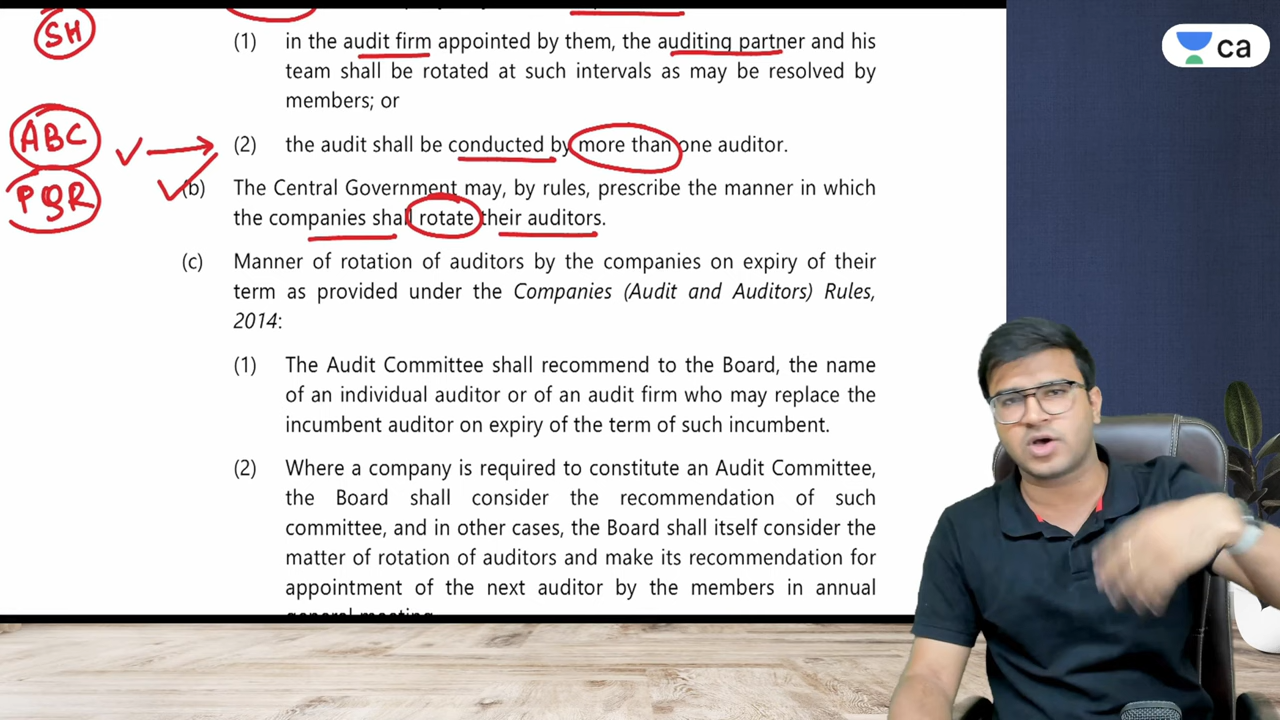 SH
(1) in the audit firm appointed by them, the auditing partner and his
team shall be rotated at such intervals as may be resolved by
members; or
ABC
(2) the audit shall be conducted by more than one auditor.
PQR
(b) The Central Government may, by rules, prescribe the manner in which
the companies shall rotate their auditors.
(c) Manner of rotation of auditors by the companies on expiry of their
term as provided under the Companies (Audit and Auditors) Rules,
2014:
(1) The Audit Committee shall recommend to the Board, the name
of an individual auditor or of an audit firm who may replace the
incumbent auditor on expiry of the term of such incumbent.
(2) Where a company is required to constitute an Audit Committee,
the Board shall consider the recommendation of such
committee, and in other cases, the Board shall itself consider the
matter of rotation of auditors and make its recommendation for
appointment of the next auditor by the members in annual
general meeting.
ca